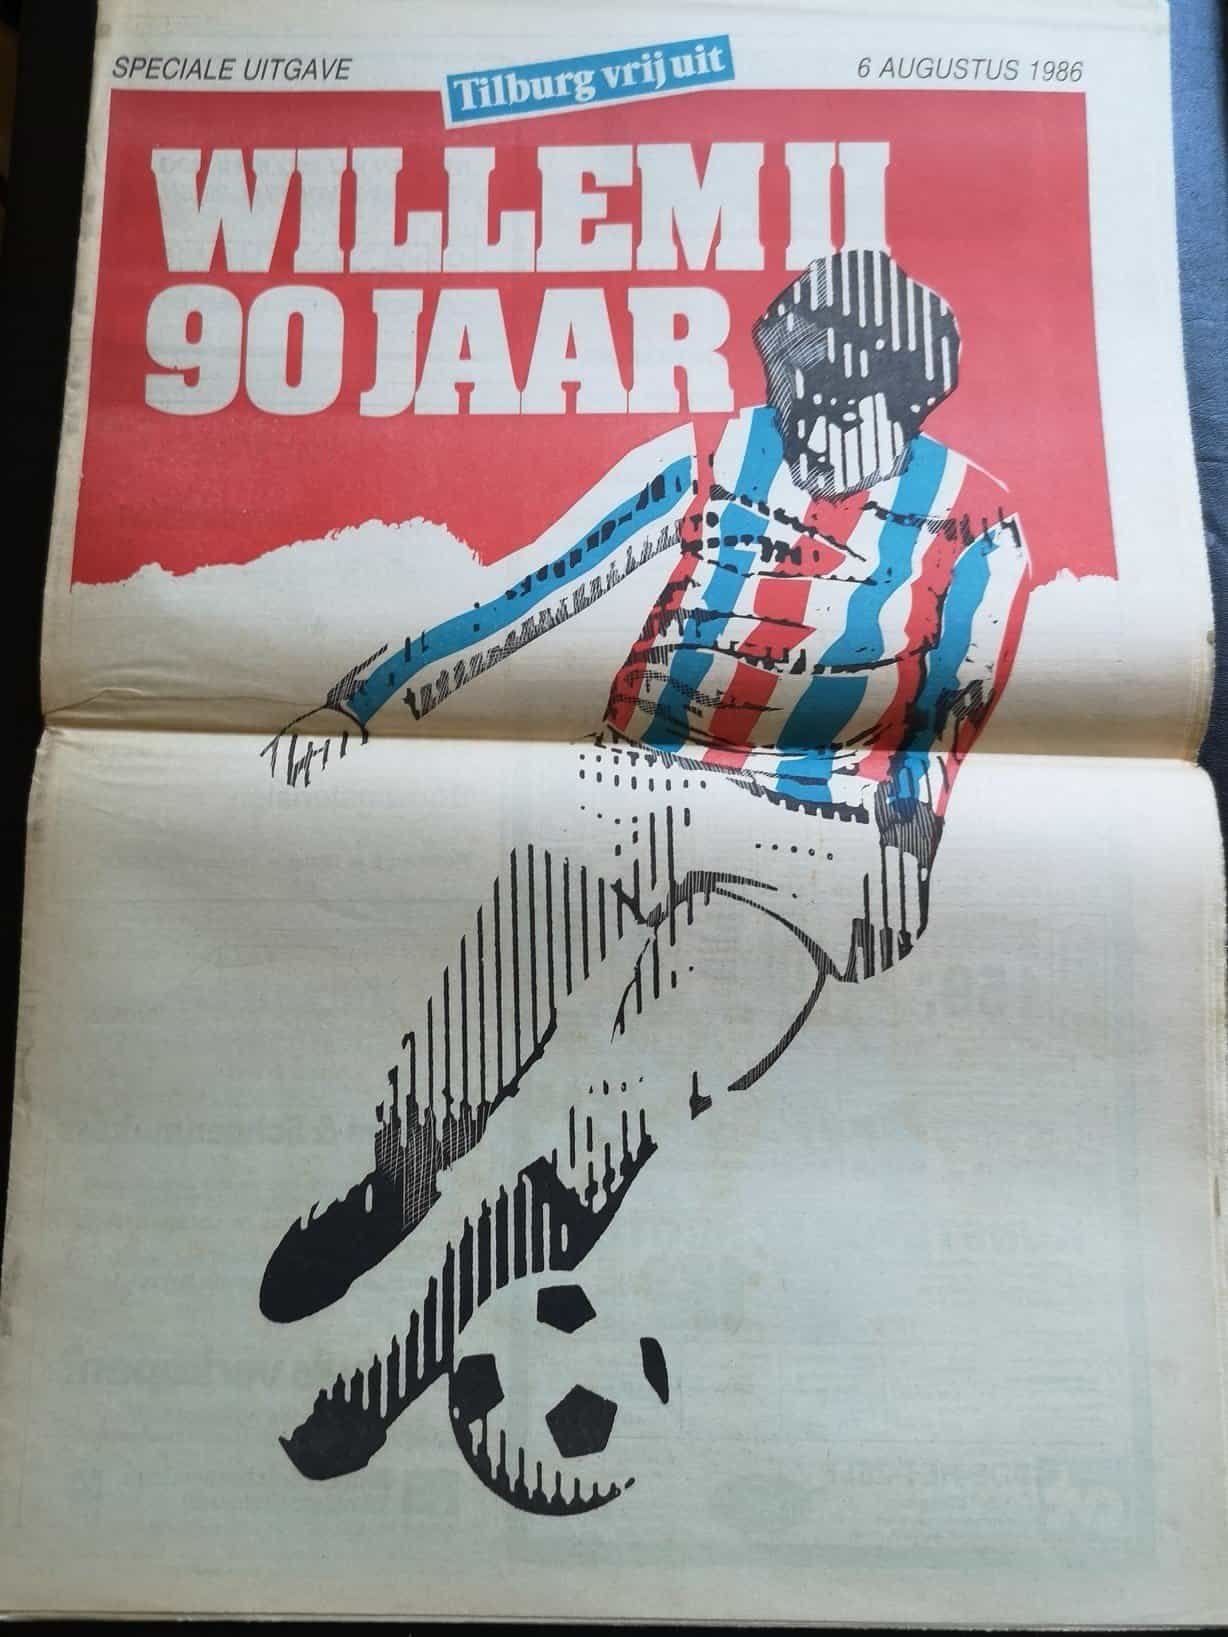 SPECIALE UITGAVE
Tilburg vrij uit
6 AUGUSTUS 1986
WILLEM II
90 JAAR